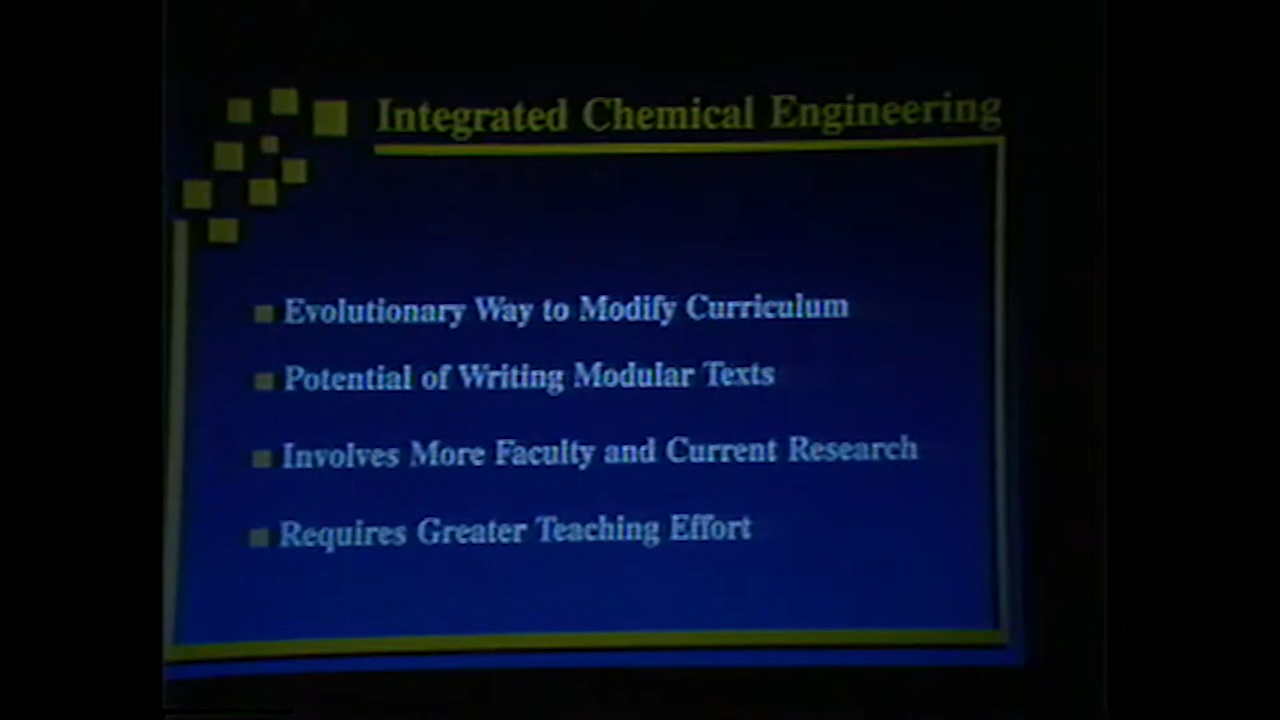 Integrated Chemical Engineering
Evolutionary Way to Modify Curriculum
Potential of Writing Modular Texts
Involves More Faculty and Current Research
Requires Greater Teaching Effort